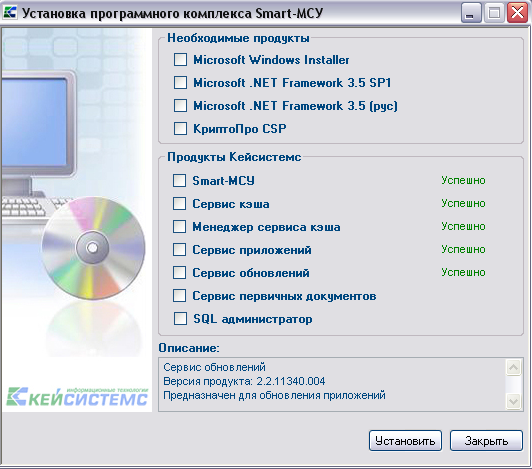 Установка программного комплекса Smart-МСУ
Необходимые продукты
Microsoft Windows Installer
Microsoft .NET Framework 3.5 SP1
Microsoft .NET Framework 3.5 (рус)
КриптоПро CSP
Продукты Кейсистемс
Smart-МСУ Успешно
Сервис кэша Успешно
Менеджер сервиса кэша Успешно
Сервис приложений Успешно
Сервис обновлений Успешно
Сервис первичных документов
SQL администратор
Описание:
Сервис обновлений
Версия продукта: 2.2.11340.004
Предназначен для обновления приложений
информационные технологии
КЕЙСИСТЕМС
Установить Закрыть